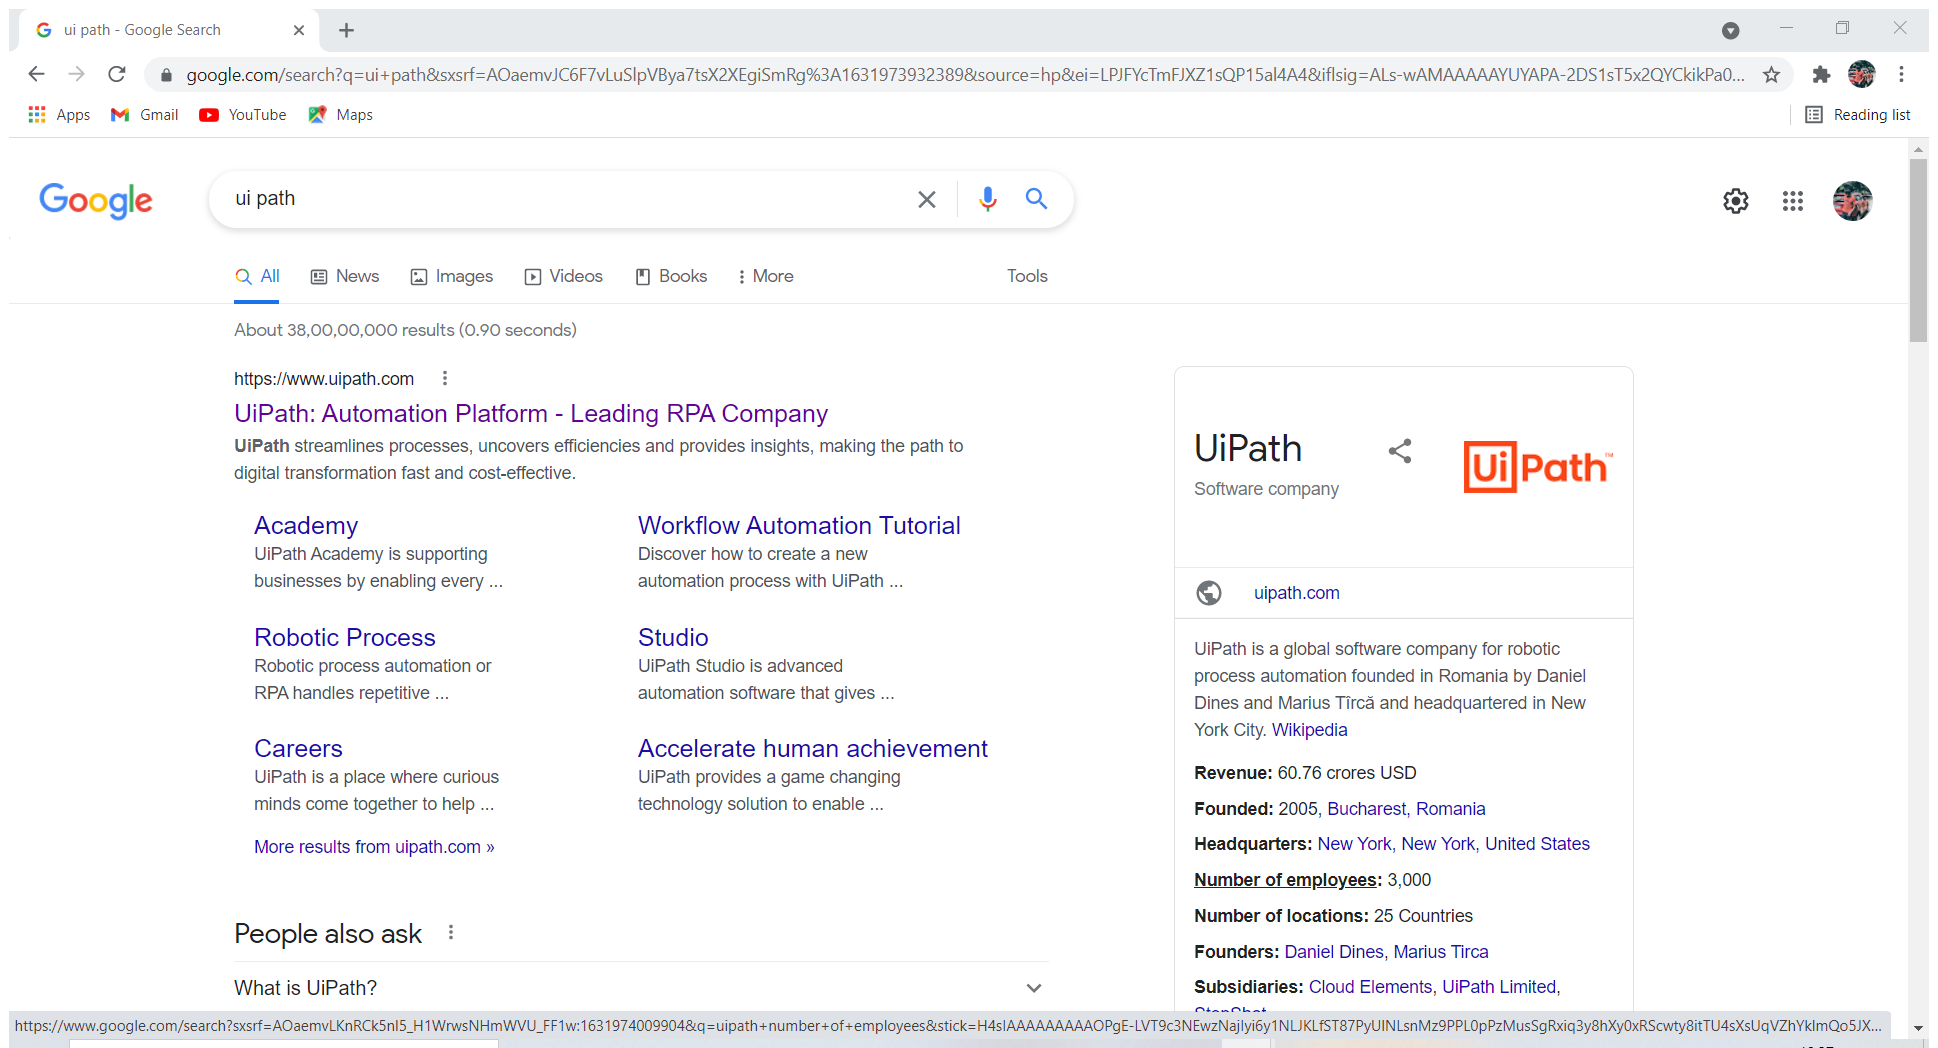 ui path - Google Search
google.com/search?q=ui+path&sxsrf=AOaemvJC6F7vLuSlpVBya7tsX2XEgiSmRg%3A1631973932389&source=hp&ei=LPJFYcTmFJXZ1sQP15al4A4&iflsig=ALs-wAMAAAAAYUYAPA-2DS1sT5x2QYCkikPa0...
Apps Gmail YouTube Maps Reading list
Google
ui path
All News Images Videos Books More Tools
About 38,00,00,000 results (0.90 seconds)
https://www.uipath.com
UiPath: Automation Platform - Leading RPA Company
UiPath streamlines processes, uncovers efficiencies and provides insights, making the path to
digital transformation fast and cost-effective.
Academy
UiPath Academy is supporting
businesses by enabling every ...
Workflow Automation Tutorial
Discover how to create a new
automation process with UiPath ...
Robotic Process
Robotic process automation or
RPA handles repetitive ...
Studio
UiPath Studio is advanced
automation software that gives ...
Careers
UiPath is a place where curious
minds come together to help ...
Accelerate human achievement
UiPath provides a game changing
technology solution to enable ...
More results from uipath.com »
People also ask
What is UiPath?
UiPath
Software company
UiPath™
uipath.com
UiPath is a global software company for robotic
process automation founded in Romania by Daniel
Dines and Marius Tîrcă and headquartered in New
York City. Wikipedia
Revenue: 60.76 crores USD
Founded: 2005, Bucharest, Romania
Headquarters: New York, New York, United States
Number of employees: 3,000
Number of locations: 25 Countries
Founders: Daniel Dines, Marius Tirca
Subsidiaries: Cloud Elements, UiPath Limited,
StepShot
https://www.google.com/search?sxsrf=AOaemvLKnRCk5nI5_H1WrwsNHmWVU_FF1w:1631974009904&q=uipath+number+of+employees&stick=H4sIAAAAAAAAAOPgE-LVT9c3NEwzNajIyi6y1NLJKLfST87PyUlNLsnMz9PPL0pPzMusSgRxiq3y8hXy0xRScwty8itTU4sXsUqVZhYklmQo5JX...